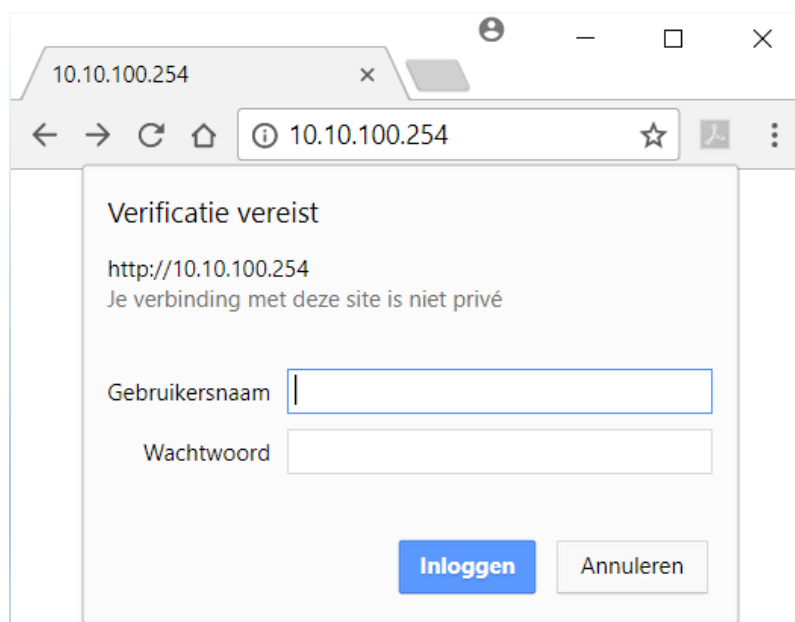 10.10.100.254
10.10.100.254
Verificatie vereist
http://10.10.100.254
Je verbinding met deze site is niet privé
Gebruikersnaam
Wachtwoord
Inloggen Annuleren